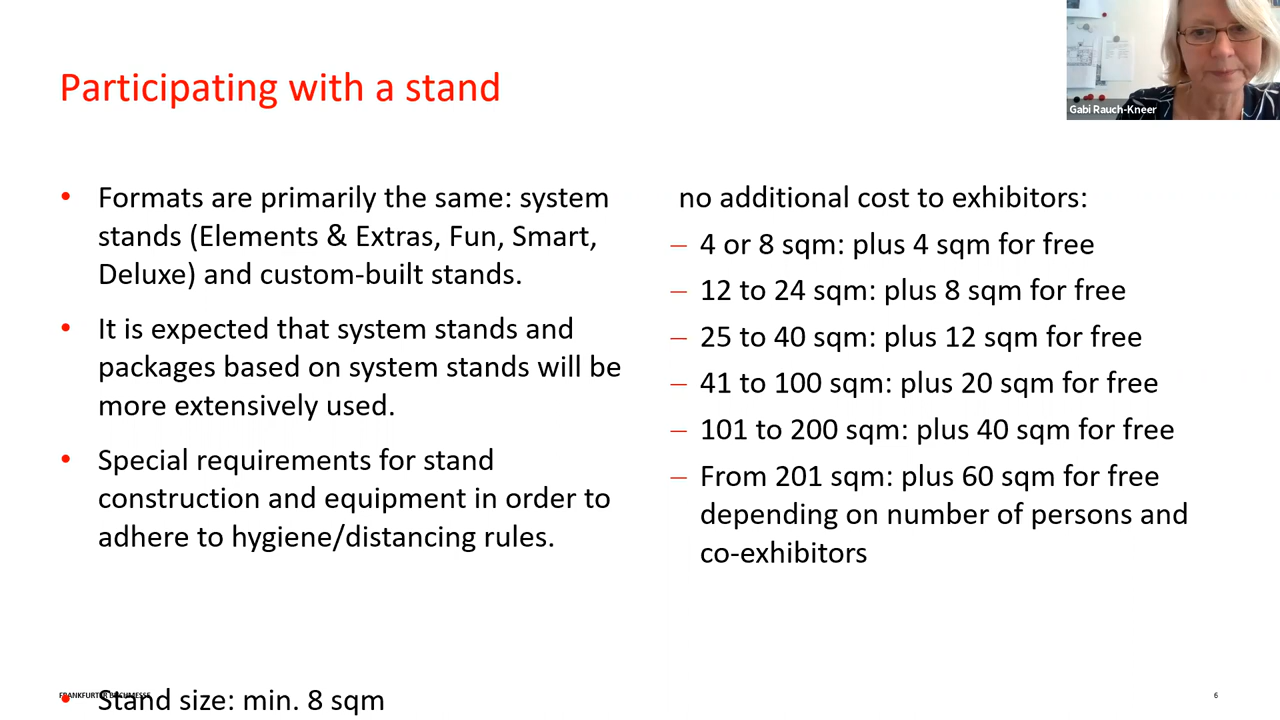 Participating with a stand
Gabi Rauch-Kneer
• Formats are primarily the same: system
stands (Elements & Extras, Fun, Smart,
Deluxe) and custom-built stands.
• It is expected that system stands and
packages based on system stands will be
more extensively used.
• Special requirements for stand
construction and equipment in order to
adhere to hygiene/distancing rules.
• Stand size: min. 8 sqm
no additional cost to exhibitors:
– 4 or 8 sqm: plus 4 sqm for free
– 12 to 24 sqm: plus 8 sqm for free
– 25 to 40 sqm: plus 12 sqm for free
– 41 to 100 sqm: plus 20 sqm for free
– 101 to 200 sqm: plus 40 sqm for free
– From 201 sqm: plus 60 sqm for free
depending on number of persons and
co-exhibitors
6